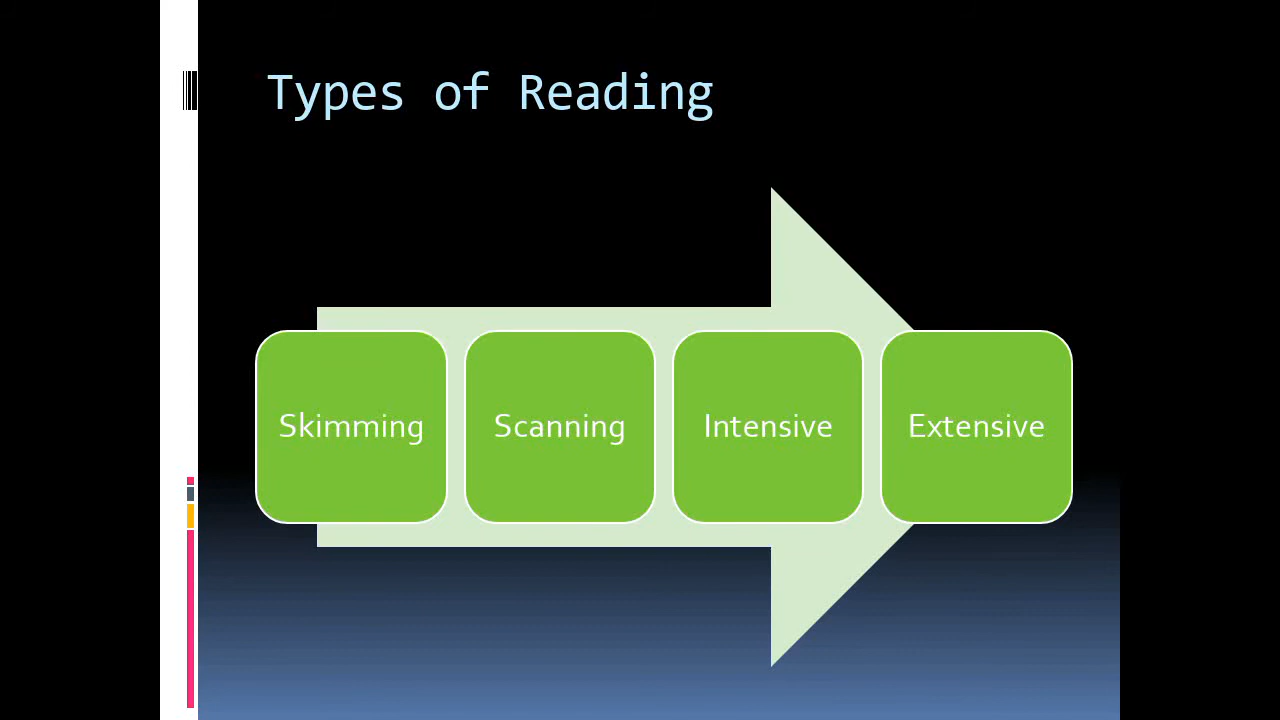 Types of Reading
Skimming
Scanning
Intensive
Extensive